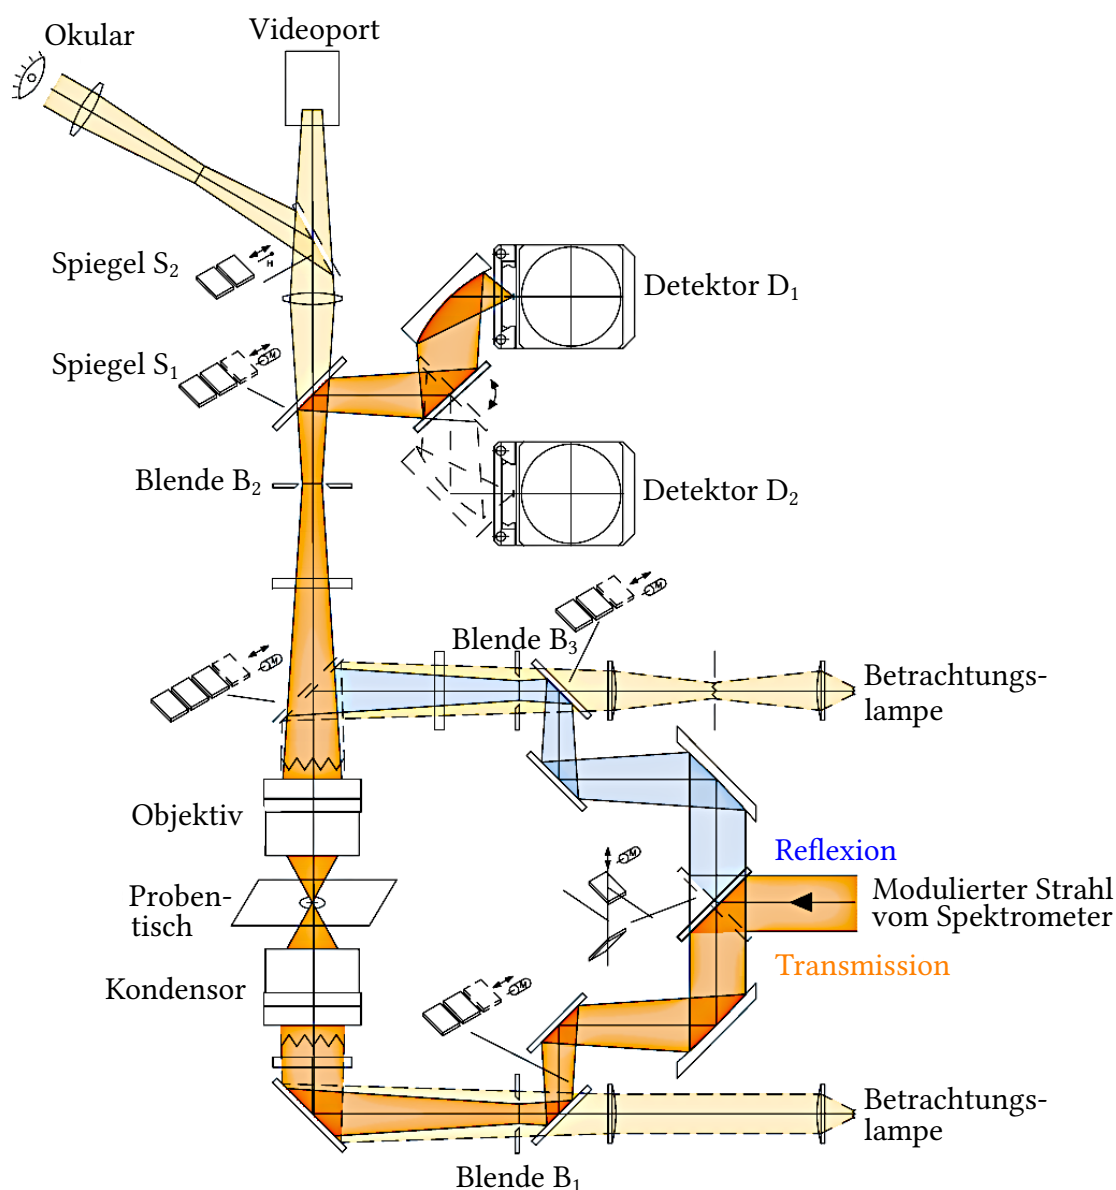 Okular
Videoport
Spiegel S₂
Detektor D₁
Spiegel S₁
Blende B₂
Detektor D₂
Blende B₃
Betrachtungs-
lampe
Objektiv
Reflexion
Modulierter Strahl
vom Spektrometer
Proben-
tisch
Transmission
Kondensor
Betrachtungs-
lampe
Blende B₁